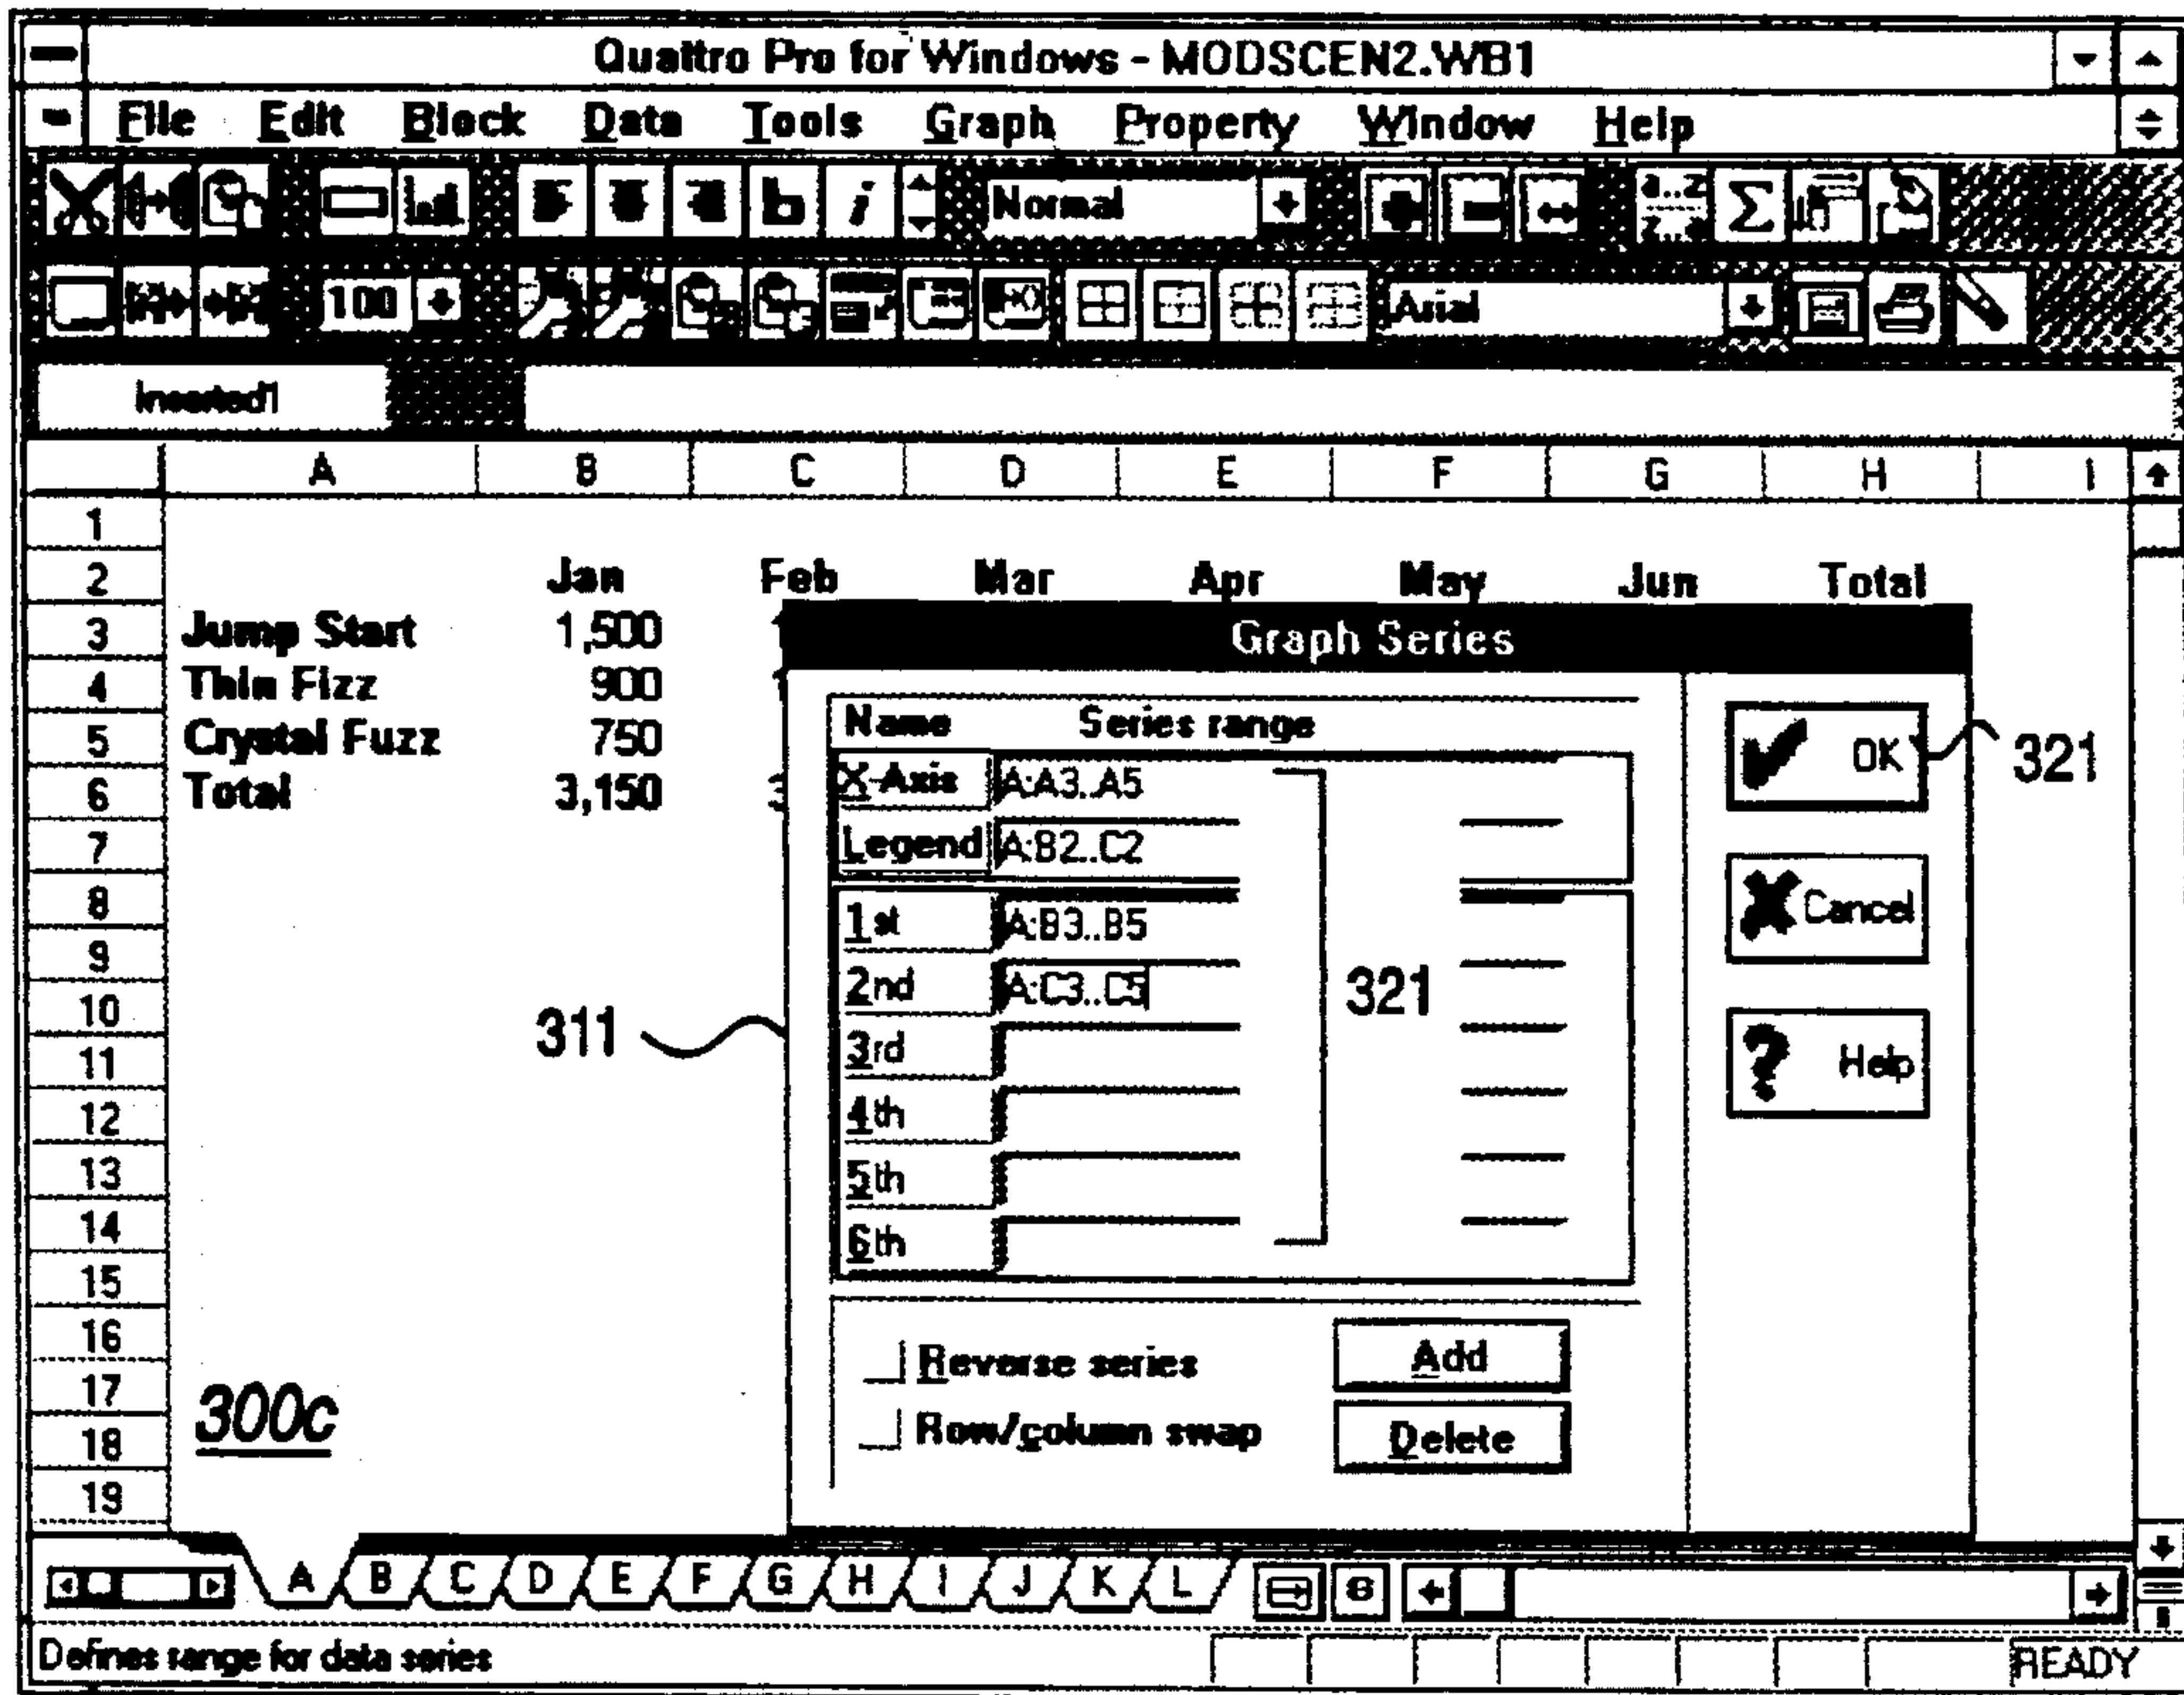 Quattro Pro for Windows - MODSCEN2.WB1
File Edit Block Data Tools Graph Property Window Help
b i Normal a..z z..a Σ
100 Arial
Inserted1
A B C D E F G H I
1
2 Jan Feb Mar Apr May Jun Total
3 Jump Start 1,500 1 Graph Series
4 Thin Fizz 900 1
5 Crystal Fuzz 750 Name Series range
6 Total 3,150 3 X-Axis A:A3..A5 OK 321
7 Legend A:B2..C2
8 1st A:B3..B5 Cancel
9
10 2nd A:C3..C5 321
11 311 3rd Help
12 4th
13 5th
14 6th
15
16 Reverse series Add
17 300c
18 Row/column swap Delete
19
A B C D E F G H I J K L
Defines range for data series READY